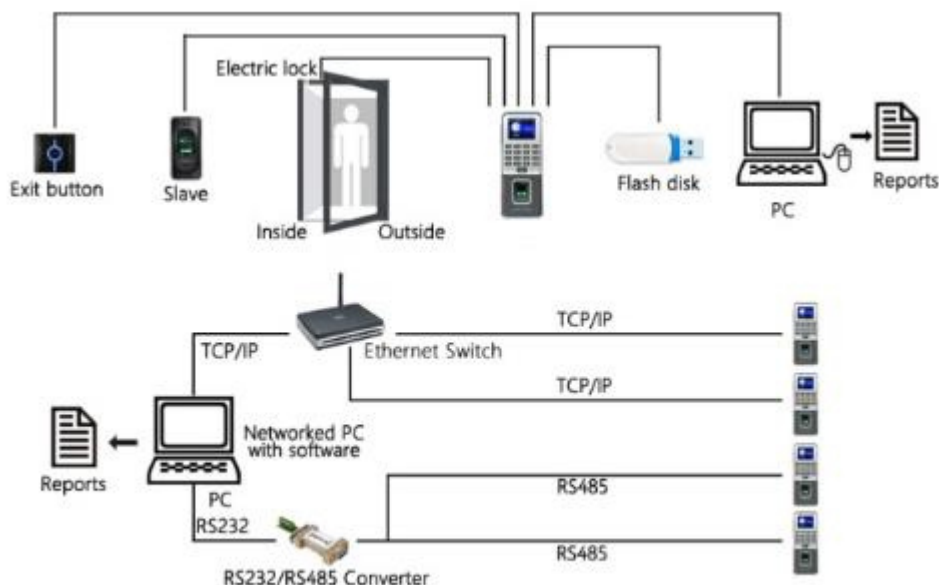 Electric lock
Exit button
Slave
Inside
Outside
Flash disk
PC
Reports
TCP/IP
Ethernet Switch
TCP/IP
TCP/IP
Networked PC
with software
Reports
PC
RS232
RS485
RS485
RS232/RS485 Converter